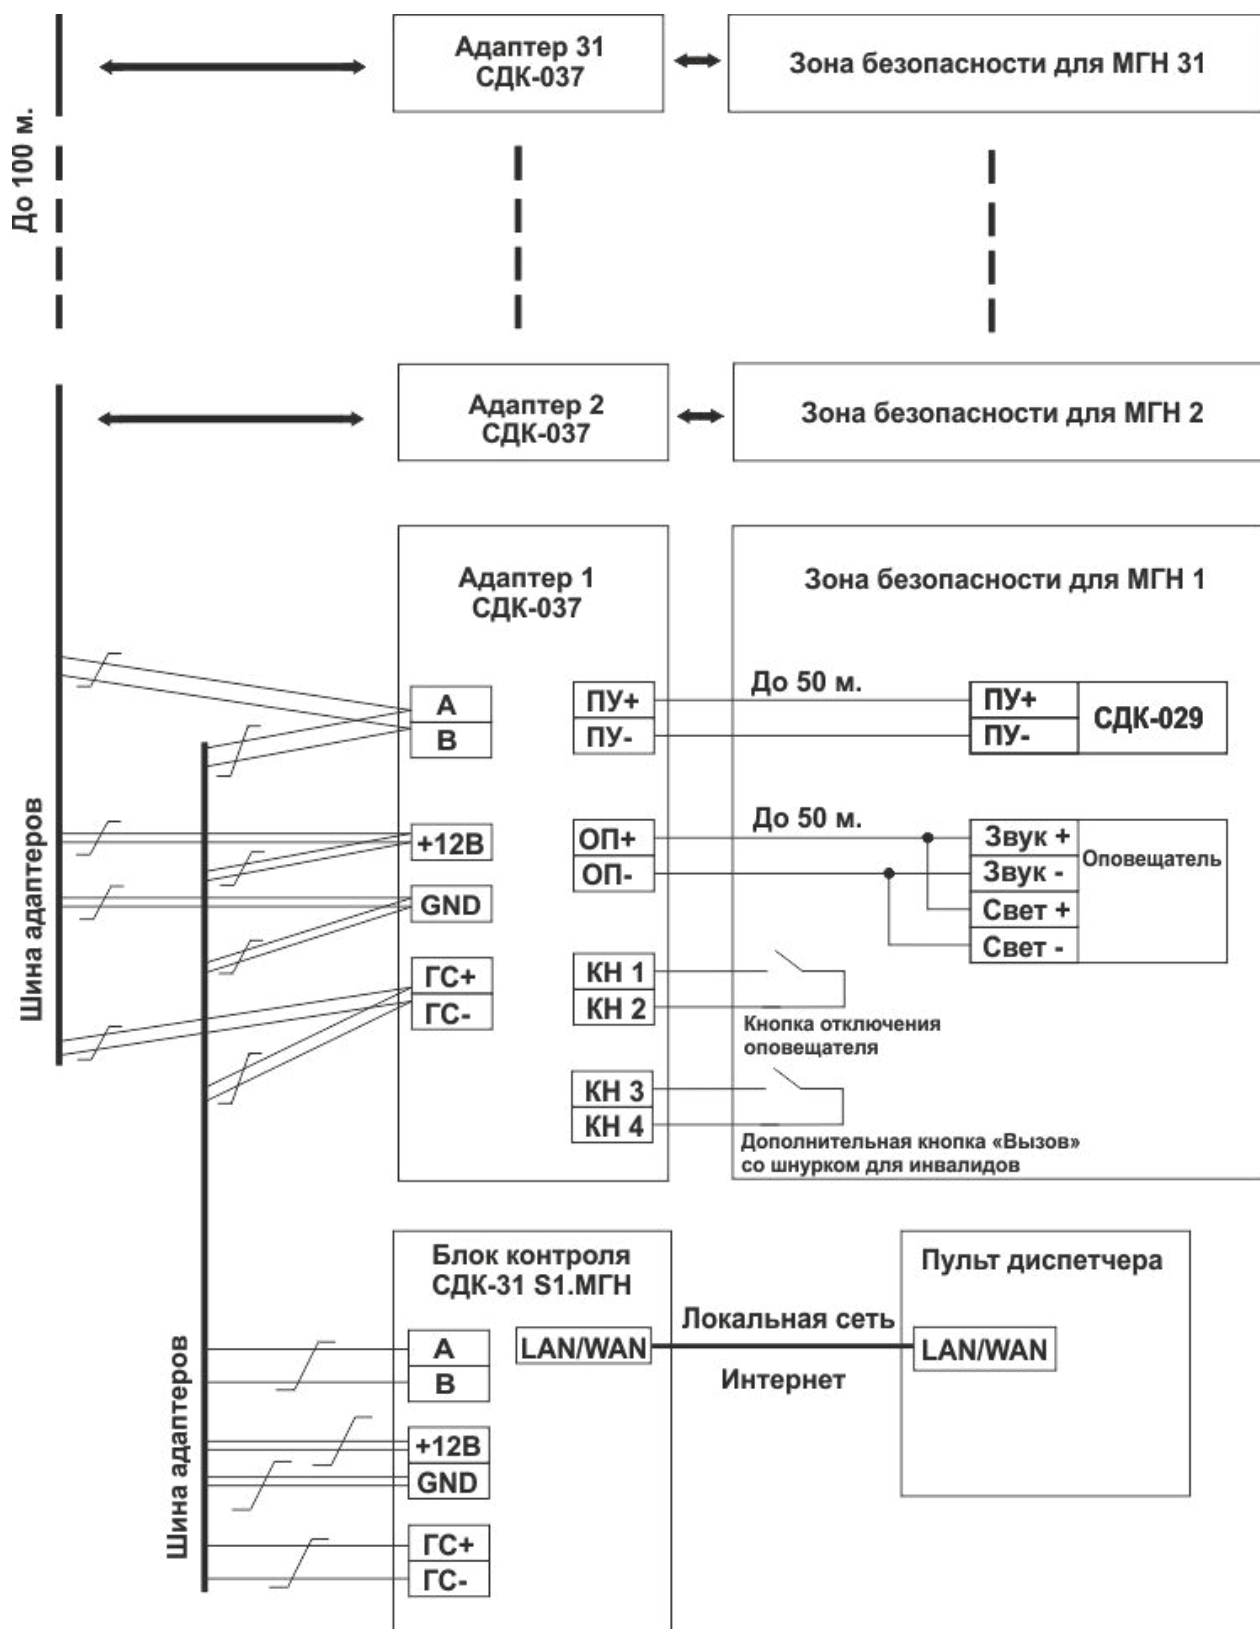 До 100 м.
Адаптер 31
СДК-037
Зона безопасности для МГН 31
Адаптер 2
СДК-037
Зона безопасности для МГН 2
Шина адаптеров
Адаптер 1
СДК-037
A
B
+12В
GND
ГС+
ГС-
ПУ+
ПУ-
ОП+
ОП-
КН 1
КН 2
КН 3
КН 4
Зона безопасности для МГН 1
До 50 м.
ПУ+
ПУ-
СДК-029
До 50 м.
Звук +
Звук -
Свет +
Свет -
Оповещатель
Кнопка отключения
оповещателя
Дополнительная кнопка «Вызов»
со шнурком для инвалидов
Шина адаптеров
Блок контроля
СДК-31 S1.МГН
A
B
+12В
GND
ГС+
ГС-
LAN/WAN
Локальная сеть
Интернет
Пульт диспетчера
LAN/WAN